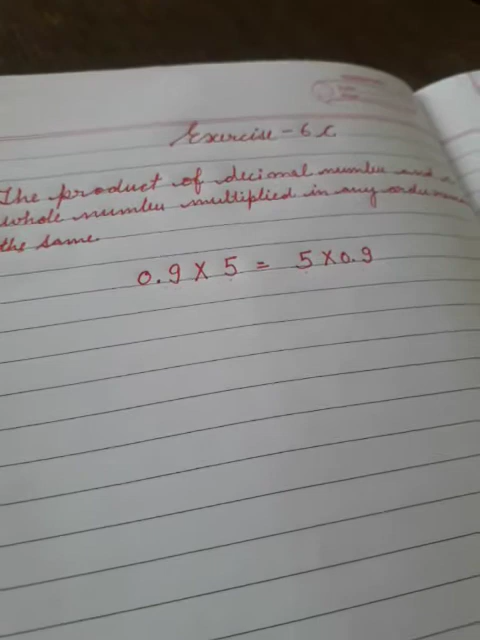 Exercise - 6 C
The product of decimal number and a
whole number multiplied in any order
the same.
0.9 X 5 = 5 X 0.9